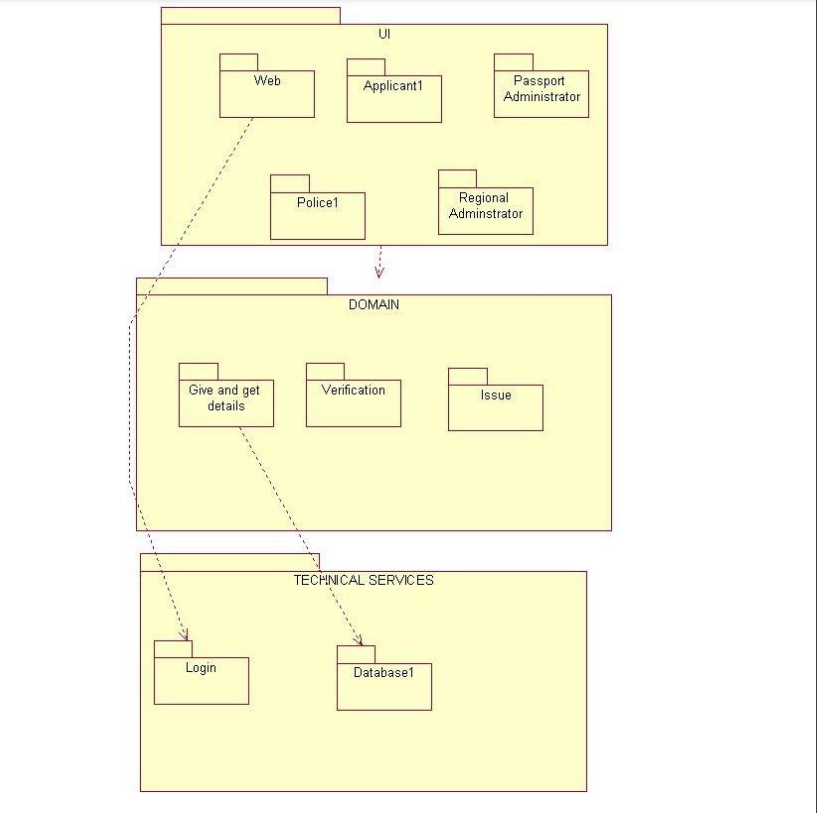 UI
Web
Applicant1
Passport
Administrator
Police1
Regional
Adminstrator
DOMAIN
Give and get
details
Verification
Issue
TECHNICAL SERVICES
Login
Database1